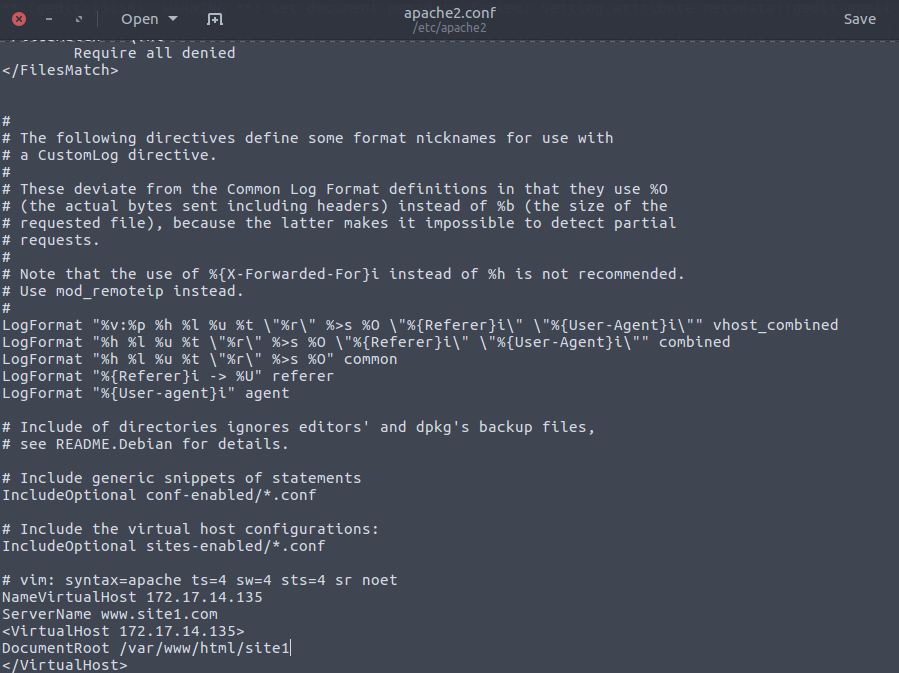 Open
apache2.conf
/etc/apache2
Save
Require all denied
</FilesMatch>
#
# The following directives define some format nicknames for use with
# a CustomLog directive.
#
# These deviate from the Common Log Format definitions in that they use %O
# (the actual bytes sent including headers) instead of %b (the size of the
# requested file), because the latter makes it impossible to detect partial
# requests.
#
# Note that the use of %{X-Forwarded-For}i instead of %h is not recommended.
# Use mod_remoteip instead.
#
LogFormat "%v:%p %h %l %u %t \"%r\" %>s %O \"%{Referer}i\" \"%{User-Agent}i\"" vhost_combined
LogFormat "%h %l %u %t \"%r\" %>s %O \"%{Referer}i\" \"%{User-Agent}i\"" combined
LogFormat "%h %l %u %t \"%r\" %>s %O" common
LogFormat "%{Referer}i -> %U" referer
LogFormat "%{User-agent}i" agent
# Include of directories ignores editors' and dpkg's backup files,
# see README.Debian for details.
# Include generic snippets of statements
IncludeOptional conf-enabled/*.conf
# Include the virtual host configurations:
IncludeOptional sites-enabled/*.conf
# vim: syntax=apache ts=4 sw=4 sts=4 sr noet
NameVirtualHost 172.17.14.135
ServerName www.site1.com
<VirtualHost 172.17.14.135>
DocumentRoot /var/www/html/site1
</VirtualHost>